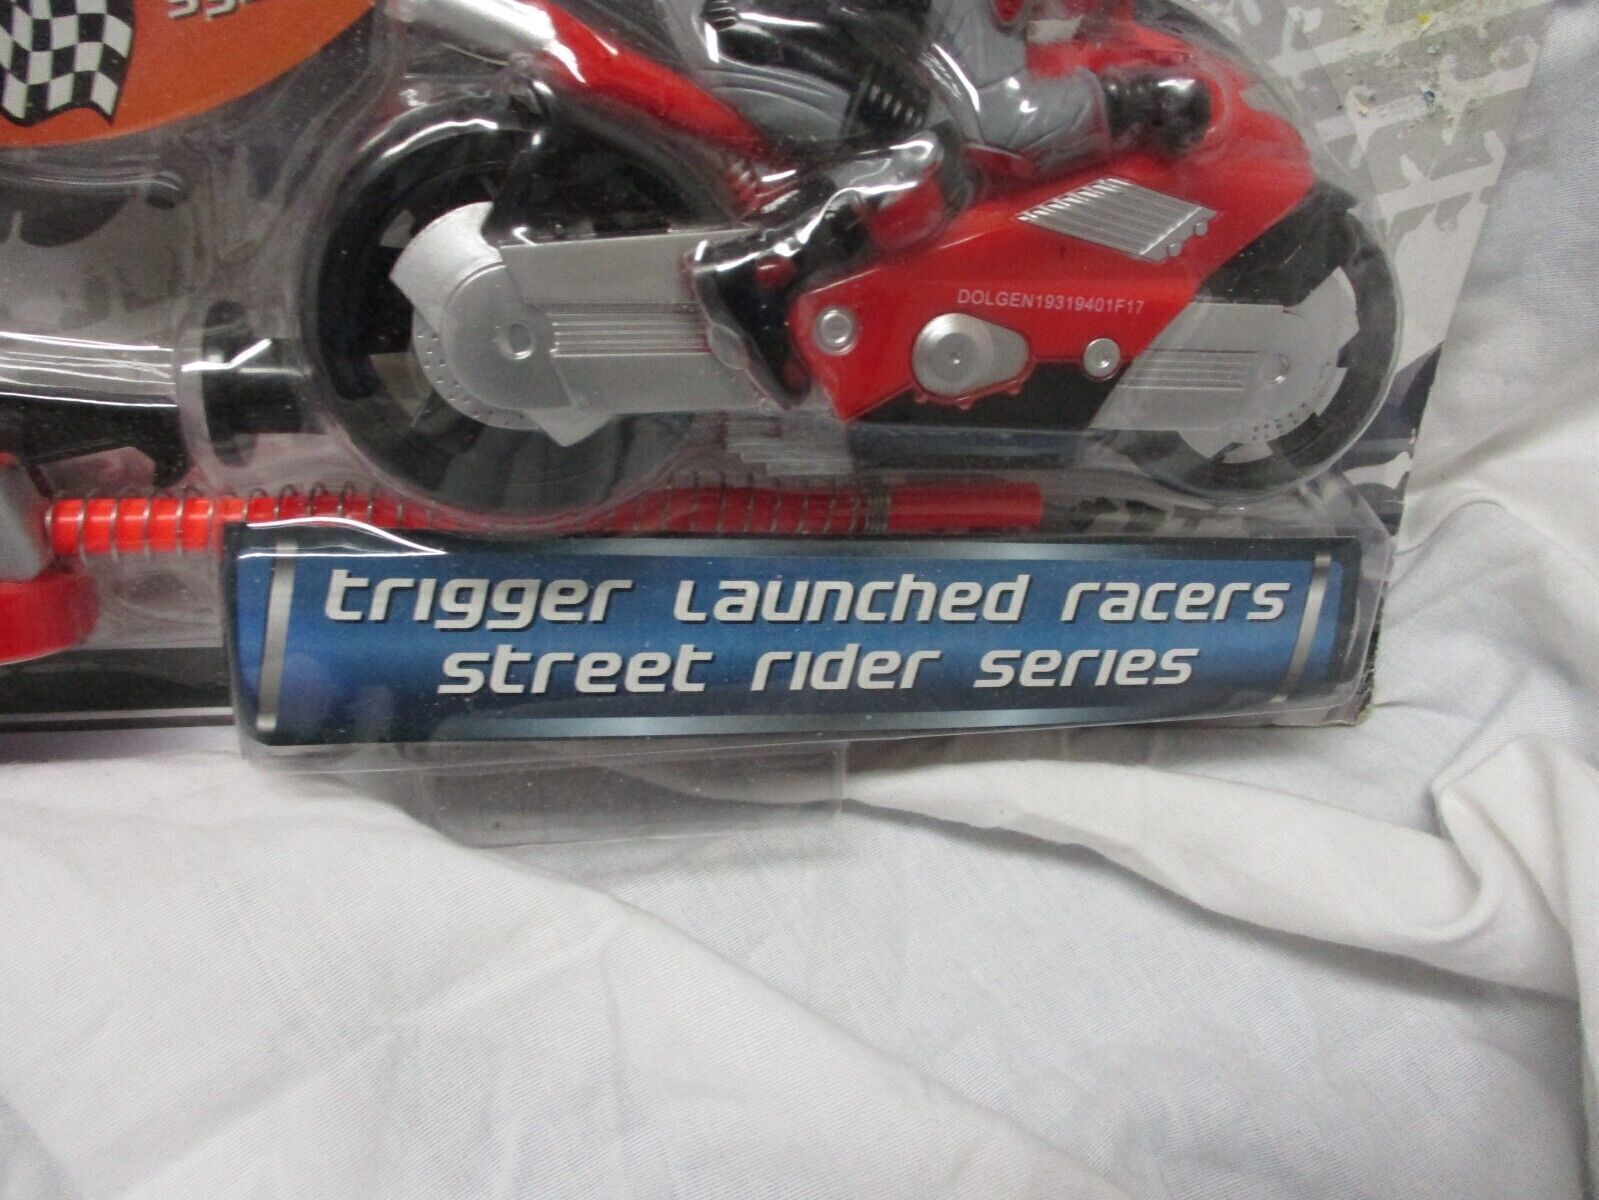 DOLGEN19319401F17
trigger launched racers
street rider series